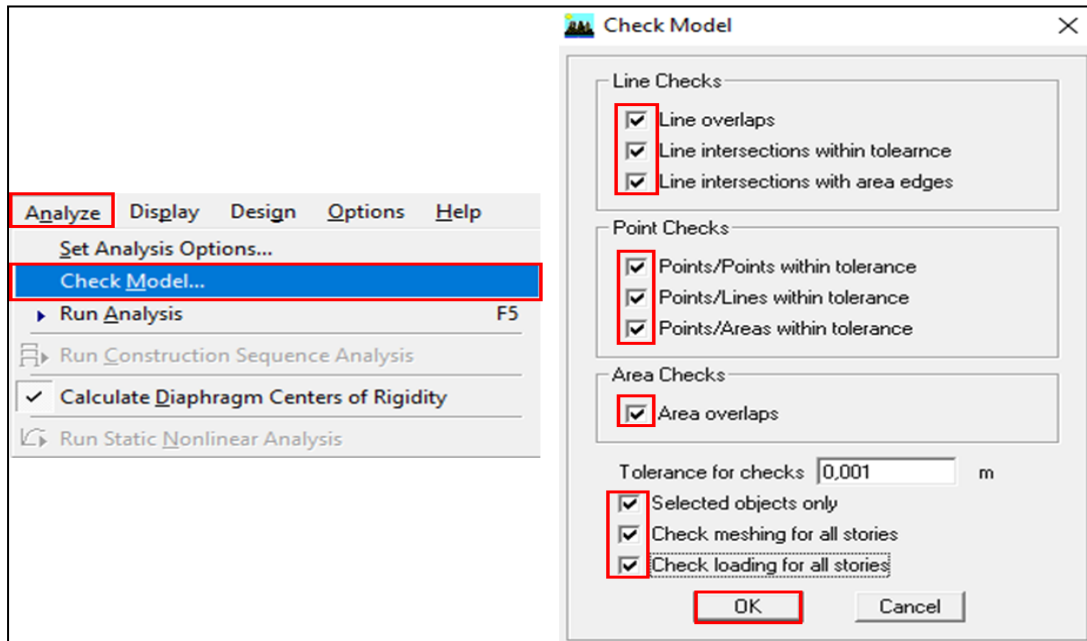 Analyze Display Design Options Help
Set Analysis Options...
Check Model...
Run Analysis F5
Run Construction Sequence Analysis
Calculate Diaphragm Centers of Rigidity
Run Static Nonlinear Analysis
Check Model
Line Checks
Line overlaps
Line intersections within tolearnce
Line intersections with area edges
Point Checks
Points/Points within tolerance
Points/Lines within tolerance
Points/Areas within tolerance
Area Checks
Area overlaps
Tolerance for checks 0,001 m
Selected objects only
Check meshing for all stories
Check loading for all stories
OK Cancel